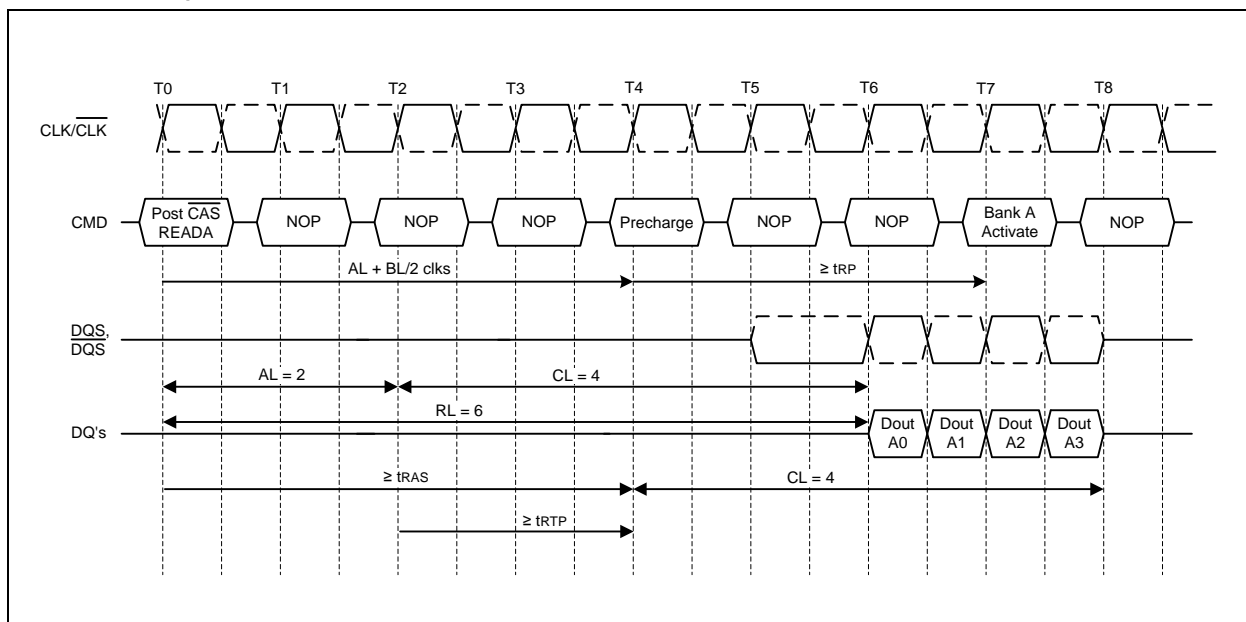 T0 T1 T2 T3 T4 T5 T6 T7 T8
CLK/CLK
CMD
Post CAS
READA
NOP
NOP
NOP
Precharge
NOP
NOP
Bank A
Activate
NOP
AL + BL/2 clks
≥ tRP
DQS,
DQS
AL = 2
CL = 4
RL = 6
DQ's
Dout
A0
Dout
A1
Dout
A2
Dout
A3
≥ tRAS
CL = 4
≥ tRTP